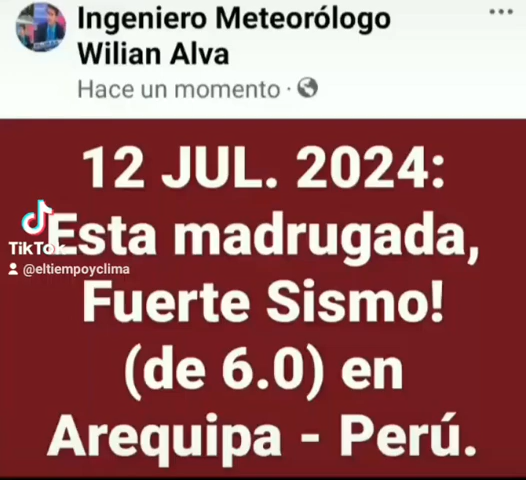 Ingeniero Meteorólogo
Wilian Alva
Hace un momento ·
12 JUL. 2024:
Esta madrugada,
TikTok
@eltiempoyclima
Fuerte Sismo!
(de 6.0) en
Arequipa - Perú.